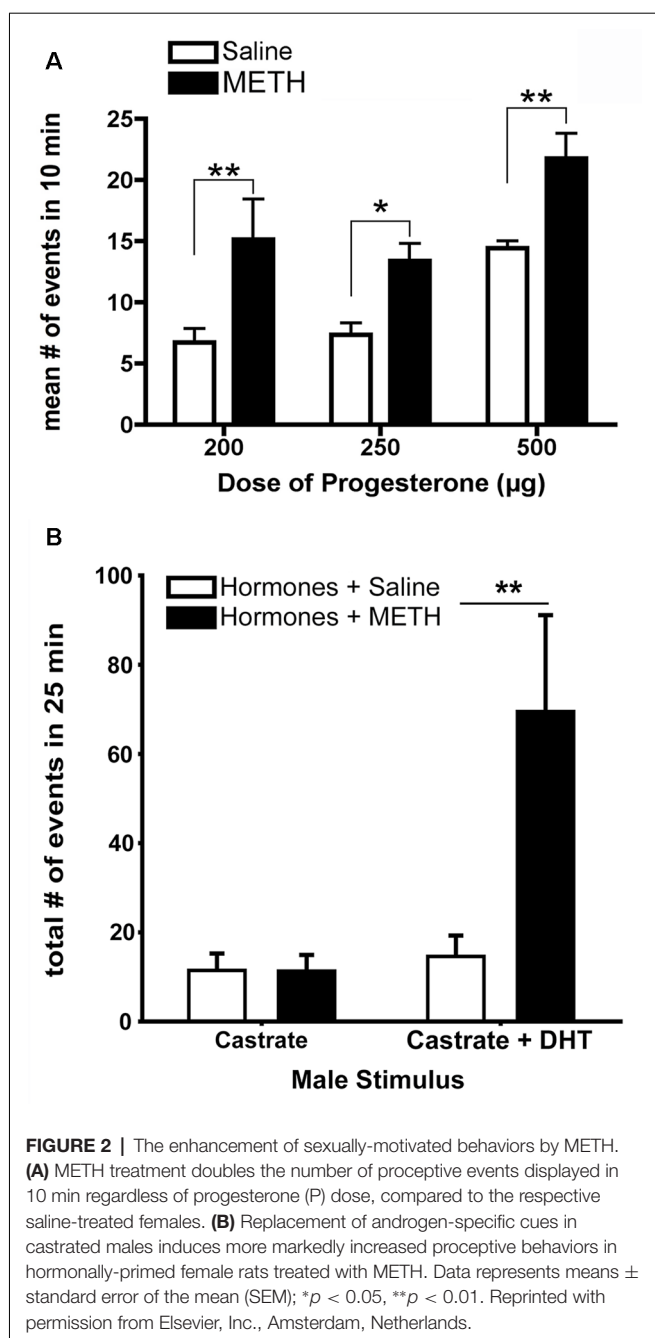 A
Saline
METH
mean # of events in 10 min
25
20
15
10
5
0
**
*
**
200
250
500
Dose of Progesterone (µg)
B
Hormones + Saline
Hormones + METH
total # of events in 25 min
100
80
60
40
20
0
**
Castrate
Castrate + DHT
Male Stimulus
FIGURE 2 | The enhancement of sexually-motivated behaviors by METH.
(A) METH treatment doubles the number of proceptive events displayed in
10 min regardless of progesterone (P) dose, compared to the respective
saline-treated females. (B) Replacement of androgen-specific cues in
castrated males induces more markedly increased proceptive behaviors in
hormonally-primed female rats treated with METH. Data represents means ±
standard error of the mean (SEM); *p < 0.05, **p < 0.01. Reprinted with
permission from Elsevier, Inc., Amsterdam, Netherlands.